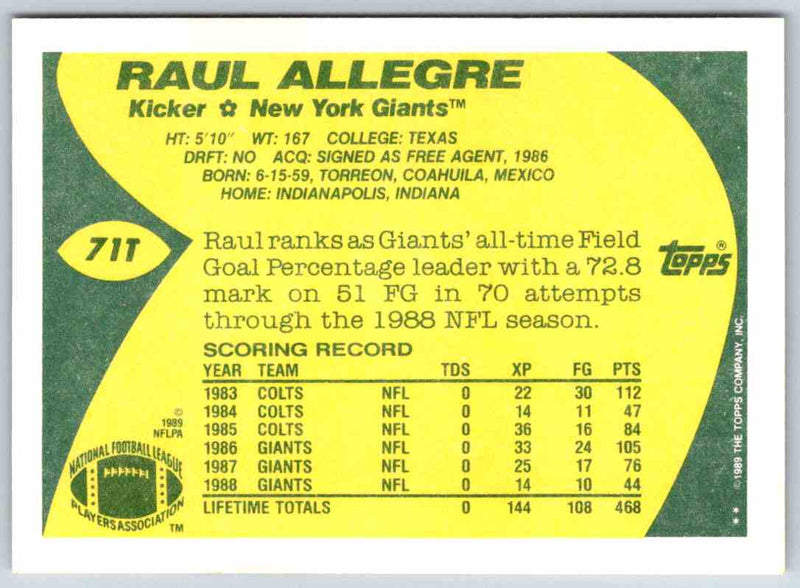 RAUL ALLEGRE
Kicker ✩ New York Giants™
HT: 5'10" WT: 167 COLLEGE: TEXAS
DRFT: NO ACQ: SIGNED AS FREE AGENT, 1986
BORN: 6-15-59, TORREON, COAHUILA, MEXICO
HOME: INDIANAPOLIS, INDIANA
71T
Raul ranks as Giants' all-time Field
Goal Percentage leader with a 72.8
mark on 51 FG in 70 attempts
through the 1988 NFL season.
topps®
SCORING RECORD
YEAR TEAM TDS XP FG PTS
1983 COLTS NFL 0 22 30 112
1984 COLTS NFL 0 14 11 47
1985 COLTS NFL 0 36 16 84
1986 GIANTS NFL 0 33 24 105
1987 GIANTS NFL 0 25 17 76
1988 GIANTS NFL 0 14 10 44
LIFETIME TOTALS 0 144 108 468
©
1989
NFLPA
NATIONAL FOOTBALL LEAGUE
PLAYERS ASSOCIATION
TM
©1989 THE TOPPS COMPANY, INC.
**